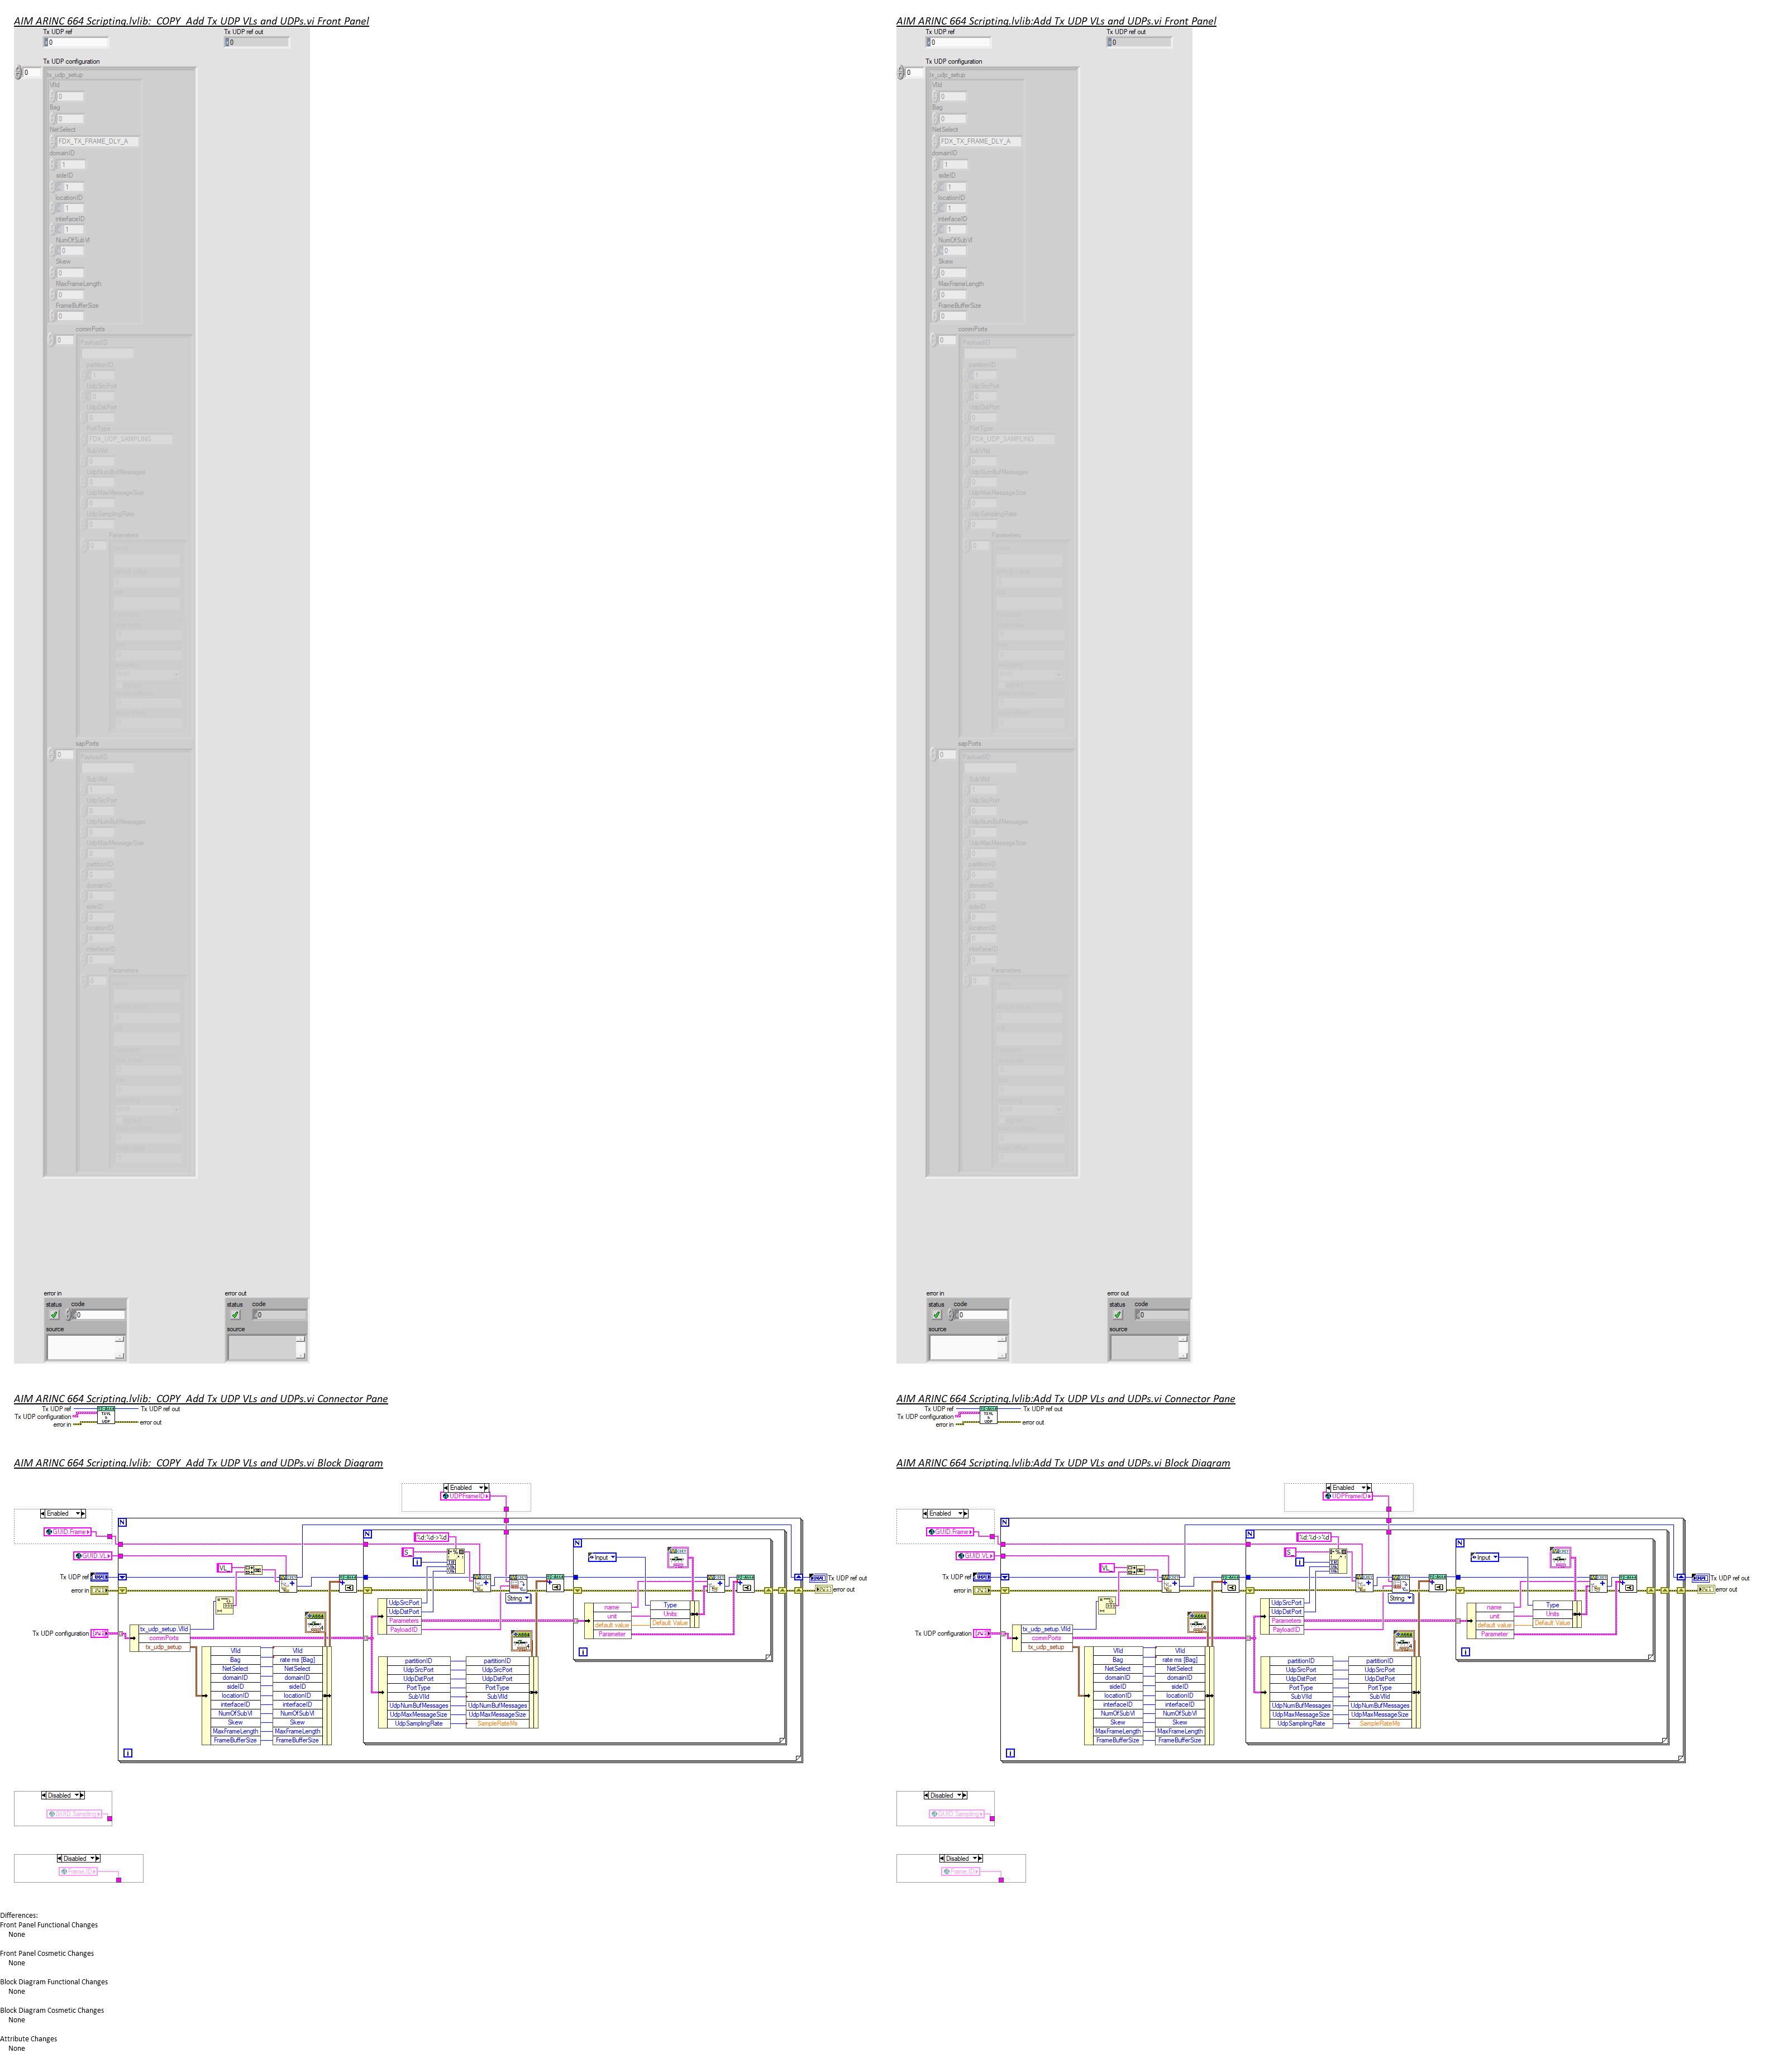 AIM ARINC 664 Scripting.lvlib:_COPY_Add Tx UDP VLs and UDPs.vi Front Panel
Tx UDP ref
0
Tx UDP ref out
0
Tx UDP configuration
0
tx_udp_setup
VlId
0
Bag
0
NetSelect
FDX_TX_FRAME_DLY_A
domainID
1
sideID
1
locationID
1
interfaceID
1
NumOfSubVl
0
Skew
0
MaxFrameLength
0
FrameBufferSize
0
commPorts
0
PayloadID
partitionID
1
UdpSrcPort
0
UdpDstPort
0
PortType
FDX_UDP_SAMPLING
SubVlId
0
UdpNumBufMessages
0
UdpMaxMessageSize
0
UdpSamplingRate
0
Parameters
0
sapPorts
0
PayloadID
SubVlId
1
UdpSrcPort
0
UdpNumBufMessages
0
UdpMaxMessageSize
0
partitionID
0
domainID
0
sideID
0
locationID
0
interfaceID
0
Parameters
0
error in
status code
0
source
error out
status code
0
source
AIM ARINC 664 Scripting.lvlib:_COPY_Add Tx UDP VLs and UDPs.vi Connector Pane
Tx UDP ref
Tx UDP configuration
error in
Tx UDP ref out
error out
AIM ARINC 664 Scripting.lvlib:_COPY_Add Tx UDP VLs and UDPs.vi Block Diagram
Enabled
UDPFrameID
Enabled
GUID.Frame
GUID.VL
Tx UDP ref
error in
Tx UDP configuration
N
VL_
tx_udp_setup.VlId
commPorts
tx_udp_setup
VlId
Bag
NetSelect
domainID
sideID
locationID
interfaceID
NumOfSubVl
Skew
MaxFrameLength
FrameBufferSize
VlId
rate ms [Bag]
NetSelect
domainID
sideID
locationID
interfaceID
NumOfSubVl
Skew
MaxFrameLength
FrameBufferSize
N
%d:%d->%d
S_
i
String
UdpSrcPort
UdpDstPort
Parameters
PayloadID
partitionID
UdpSrcPort
UdpDstPort
PortType
SubVlId
UdpNumBufMessages
UdpMaxMessageSize
UdpSamplingRate
partitionID
UdpSrcPort
UdpDstPort
PortType
SubVlId
UdpNumBufMessages
UdpMaxMessageSize
SampleRateMs
N
Input
name
unit
default value
Parameter
Type
Units
Default Value
i
i
Tx UDP ref out
error out
Disabled
GUID.Sampling
Disabled
Frame.ID
AIM ARINC 664 Scripting.lvlib:Add Tx UDP VLs and UDPs.vi Front Panel
Tx UDP ref
0
Tx UDP ref out
0
Tx UDP configuration
0
tx_udp_setup
VlId
0
Bag
0
NetSelect
FDX_TX_FRAME_DLY_A
domainID
1
sideID
1
locationID
1
interfaceID
1
NumOfSubVl
0
Skew
0
MaxFrameLength
0
FrameBufferSize
0
commPorts
0
PayloadID
partitionID
1
UdpSrcPort
0
UdpDstPort
0
PortType
FDX_UDP_SAMPLING
SubVlId
0
UdpNumBufMessages
0
UdpMaxMessageSize
0
UdpSamplingRate
0
Parameters
0
sapPorts
0
PayloadID
SubVlId
1
UdpSrcPort
0
UdpNumBufMessages
0
UdpMaxMessageSize
0
partitionID
0
domainID
0
sideID
0
locationID
0
interfaceID
0
Parameters
0
error in
status code
0
source
error out
status code
0
source
AIM ARINC 664 Scripting.lvlib:Add Tx UDP VLs and UDPs.vi Connector Pane
Tx UDP ref
Tx UDP configuration
error in
Tx UDP ref out
error out
AIM ARINC 664 Scripting.lvlib:Add Tx UDP VLs and UDPs.vi Block Diagram
Enabled
UDPFrameID
Enabled
GUID.Frame
GUID.VL
Tx UDP ref
error in
Tx UDP configuration
N
VL_
tx_udp_setup.VlId
commPorts
tx_udp_setup
VlId
Bag
NetSelect
domainID
sideID
locationID
interfaceID
NumOfSubVl
Skew
MaxFrameLength
FrameBufferSize
VlId
rate ms [Bag]
NetSelect
domainID
sideID
locationID
interfaceID
NumOfSubVl
Skew
MaxFrameLength
FrameBufferSize
N
%d:%d->%d
S_
i
String
UdpSrcPort
UdpDstPort
Parameters
PayloadID
partitionID
UdpSrcPort
UdpDstPort
PortType
SubVlId
UdpNumBufMessages
UdpMaxMessageSize
UdpSamplingRate
partitionID
UdpSrcPort
UdpDstPort
PortType
SubVlId
UdpNumBufMessages
UdpMaxMessageSize
SampleRateMs
N
Input
name
unit
default value
Parameter
Type
Units
Default Value
i
i
Tx UDP ref out
error out
Disabled
GUID.Sampling
Disabled
Frame.ID
Differences:
Front Panel Functional Changes
None
Front Panel Cosmetic Changes
None
Block Diagram Functional Changes
None
Block Diagram Cosmetic Changes
None
Attribute Changes
None